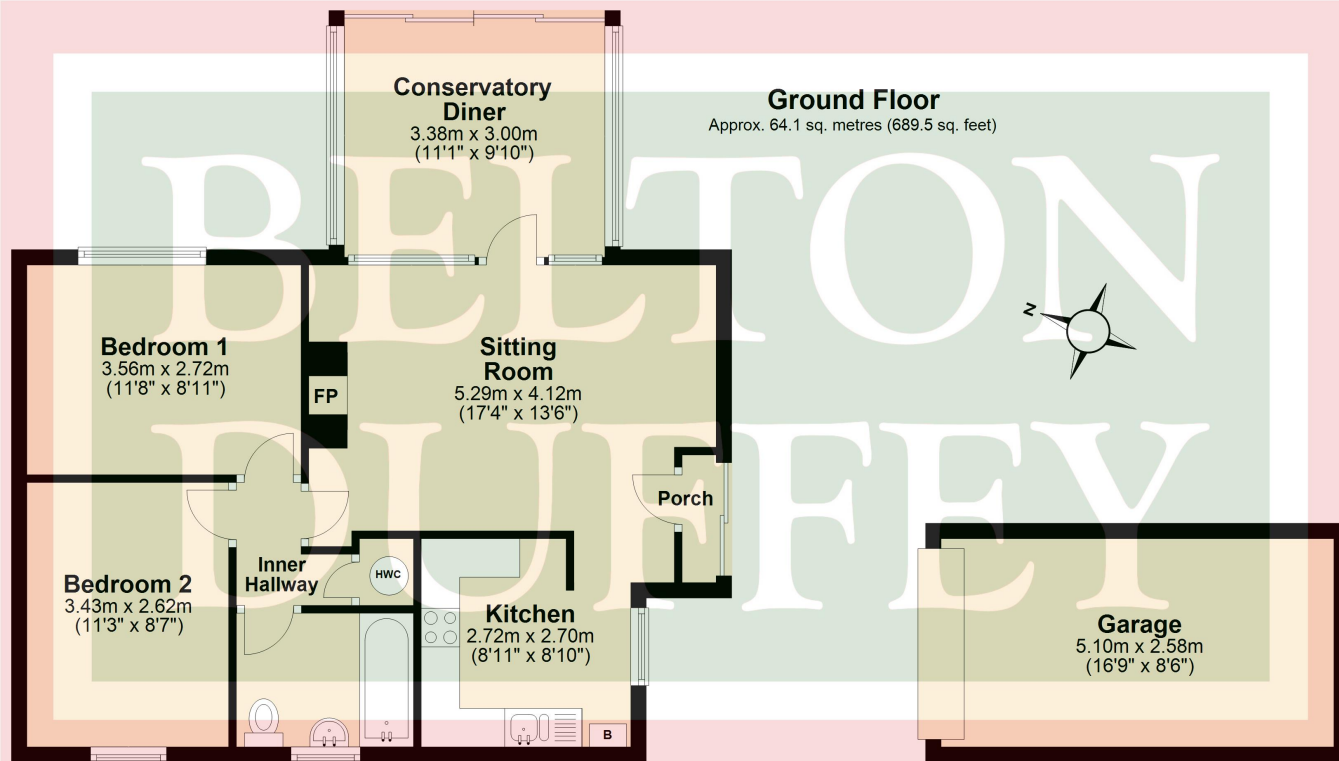 Ground Floor
Approx. 64.1 sq. metres (689.5 sq. feet)
Conservatory
Diner
3.38m x 3.00m
(11'1" x 9'10")
BELTON
DUFFEY
N
Bedroom 1
3.56m x 2.72m
(11'8" x 8'11")
FP
Sitting
Room
5.29m x 4.12m
(17'4" x 13'6")
Porch
Inner
Hallway
HWC
Bedroom 2
3.43m x 2.62m
(11'3" x 8'7")
Kitchen
2.72m x 2.70m
(8'11" x 8'10")
B
Garage
5.10m x 2.58m
(16'9" x 8'6")